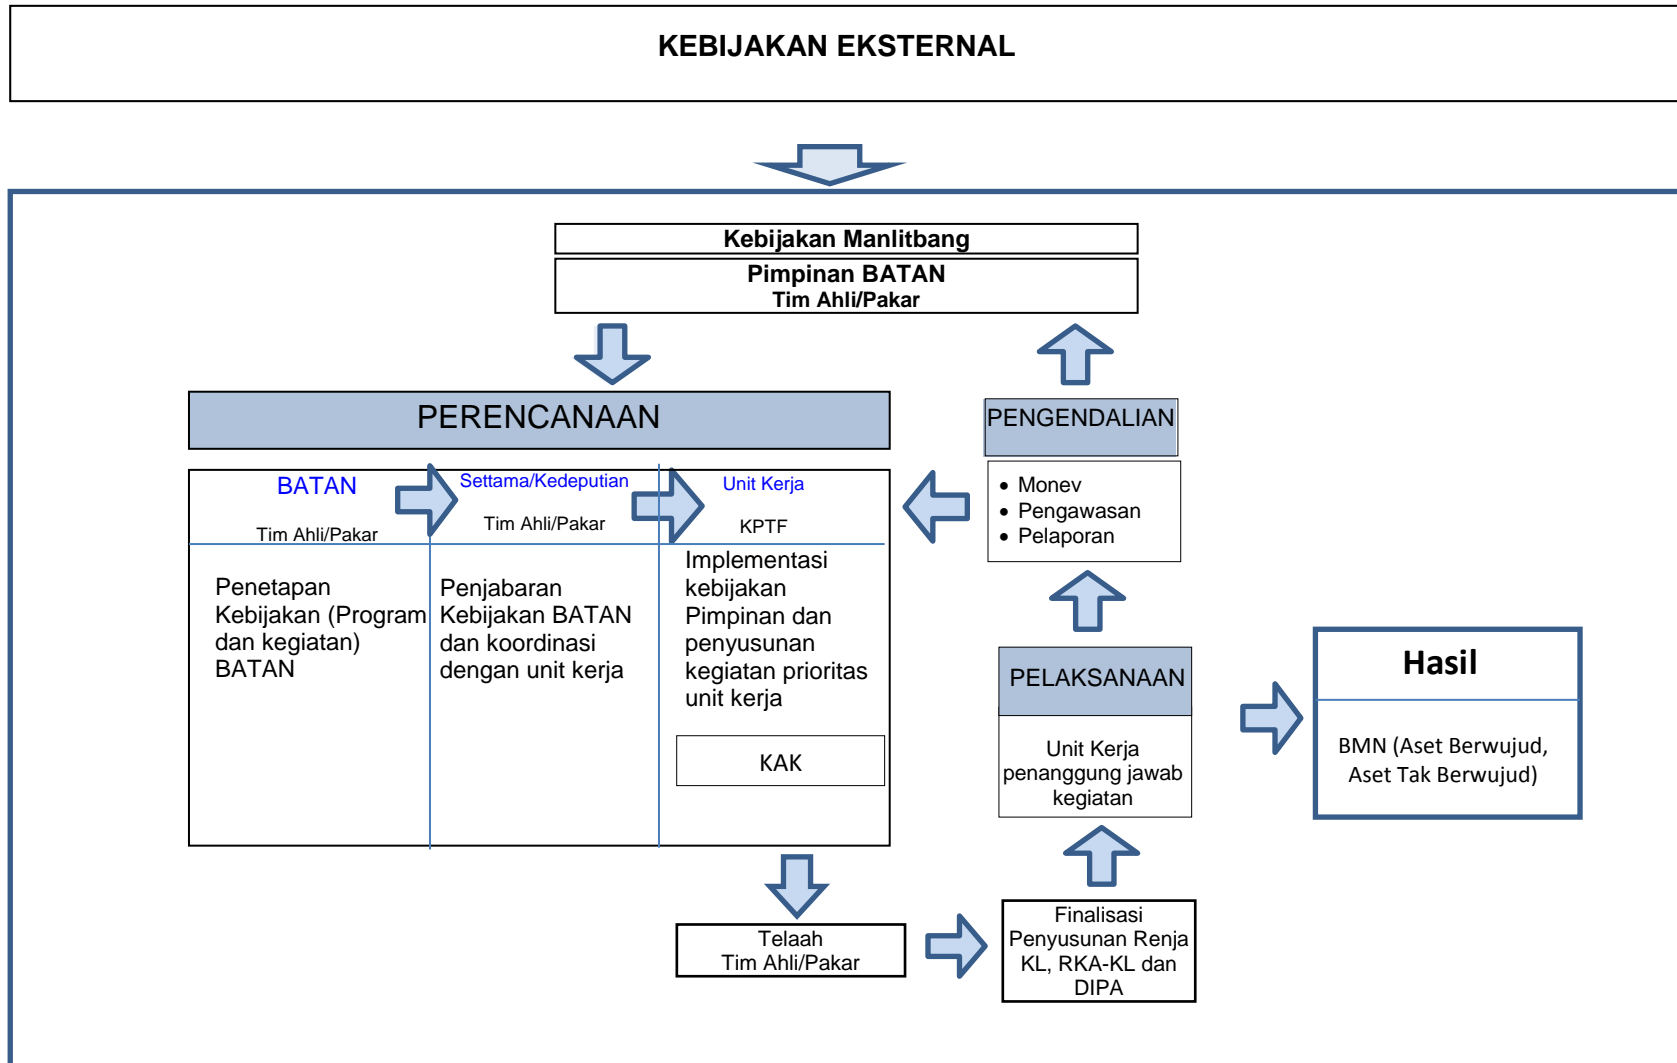 KEBIJAKAN EKSTERNAL
Kebijakan Manlitbang
Pimpinan BATAN
Tim Ahli/Pakar
PERENCANAAN
BATAN
Tim Ahli/Pakar
Penetapan
Kebijakan (Program
dan kegiatan)
BATAN
Settama/Kedeputian
Tim Ahli/Pakar
Penjabaran
Kebijakan BATAN
dan koordinasi
dengan unit kerja
Unit Kerja
KPTF
Implementasi
kebijakan
Pimpinan dan
penyusunan
kegiatan prioritas
unit kerja
KAK
Telaah
Tim Ahli/Pakar
Finalisasi
Penyusunan Renja
KL, RKA-KL dan
DIPA
PELAKSANAAN
Unit Kerja
penanggung jawab
kegiatan
PENGENDALIAN
• Monev
• Pengawasan
• Pelaporan
Hasil
BMN (Aset Berwujud,
Aset Tak Berwujud)